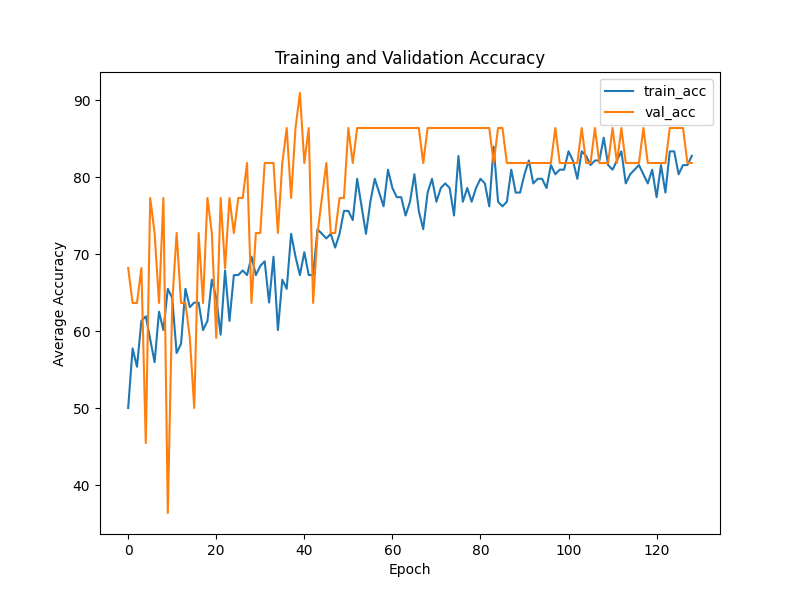 Training and Validation Accuracy
train_acc
val_acc
90
80
70
60
50
40
Average Accuracy
0 20 40 60 80 100 120
Epoch